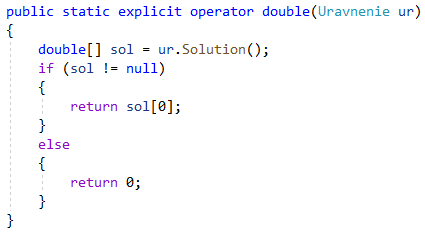 public static explicit operator double(Uravnenie ur)
{
    double[] sol = ur.Solution();
    if (sol != null)
    {
        return sol[0];
    }
    else
    {
        return 0;
    }
}